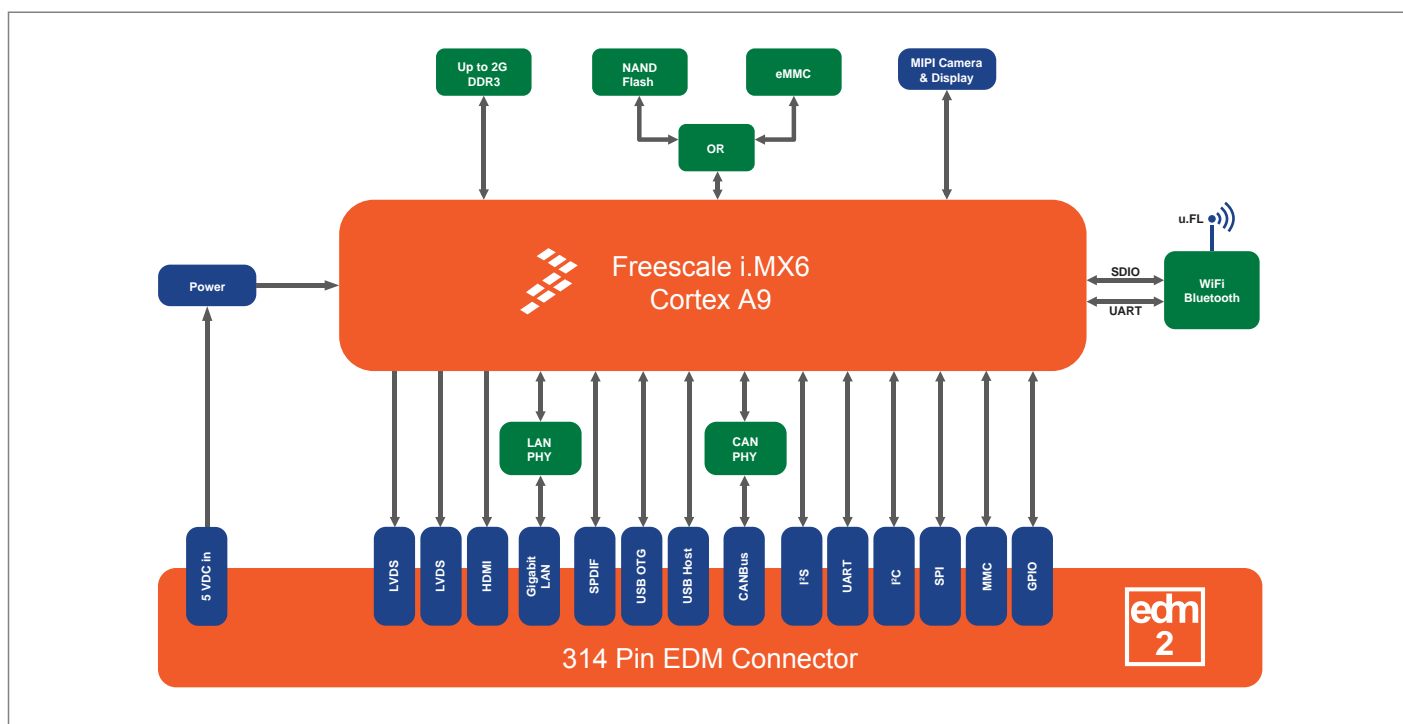 Up to 2G
DDR3
NAND
Flash
eMMC
MIPI Camera
& Display
OR
u.FL
Freescale i.MX6
Cortex A9
SDIO
UART
WiFi
Bluetooth
Power
LAN
PHY
CAN
PHY
5 VDC in
LVDS
LVDS
HDMI
Gigabit
LAN
SPDIF
USB OTG
USB Host
CANBus
I²S
UART
I²C
SPI
MMC
GPIO
edm
2
314 Pin EDM Connector